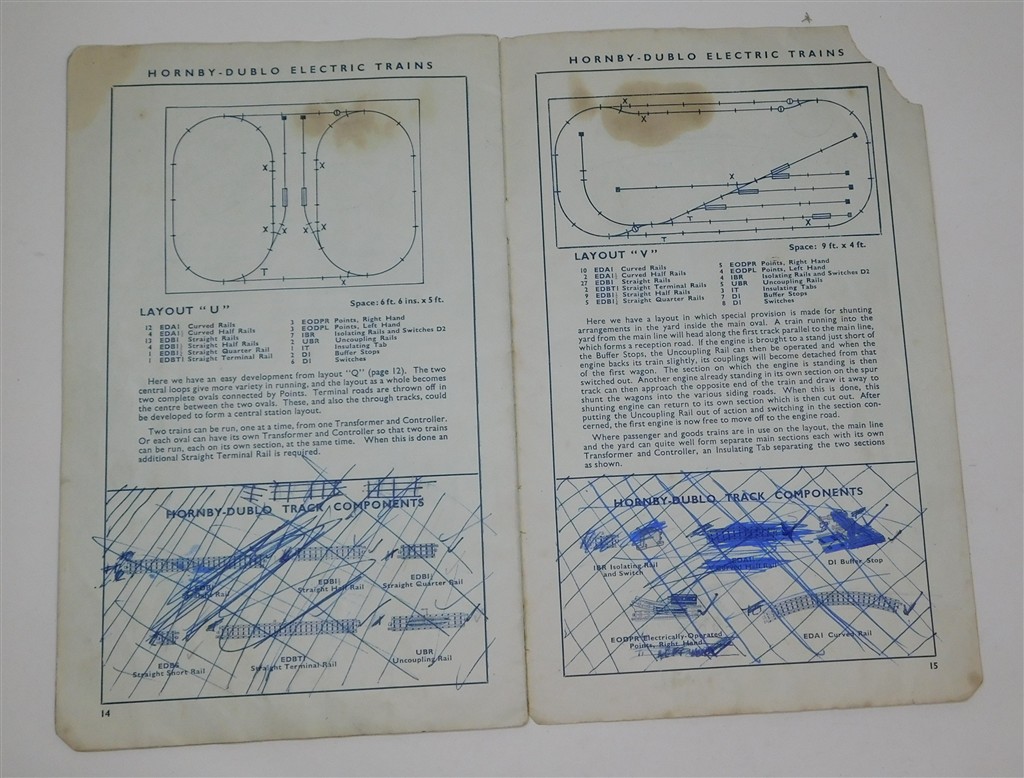 HORNBY-DUBLO ELECTRIC TRAINS
X
X
X
X
T
X
LAYOUT "U"
Space: 6 ft. 6 ins. x 5 ft.
12 EDA1 Curved Rails
4 EDA1½ Curved Half Rails
13 EDB1 Straight Rails
4 EDB1½ Straight Half Rails
1 EDB1¼ Straight Quarter Rail
1 EDBT1 Straight Terminal Rail
3 EODPR Points, Right Hand
3 EODPL Points, Left Hand
7 IBR Isolating Rails and Switches D2
2 UBR Uncoupling Rails
1 IT Insulating Tab
2 D1 Buffer Stops
6 D1 Switches
Here we have an easy development from layout "Q" (page 12). The two
central loops give more variety in running, and the layout as a whole becomes
two complete ovals connected by Points. Terminal roads are thrown off in
the centre between the two ovals. These, and also the through tracks, could
be developed to form a central station layout.
Two trains can be run, one at a time, from one Transformer and Controller.
Or each oval can have its own Transformer and Controller so that two trains
can be run, each on its own section, at the same time. When this is done an
additional Straight Terminal Rail is required.
HORNBY-DUBLO TRACK COMPONENTS
Rail
EDB1½
Straight Half Rail
EDB1¼
Straight Quarter Rail
Straight Short Rail
EDBT1
Straight Terminal Rail
UBR
Uncoupling Rail
14
HORNBY-DUBLO ELECTRIC TRAINS
X
X
X
T
X
T
LAYOUT "V"
Space: 9 ft. x 4 ft.
10 EDA1 Curved Rails
2 EDA1½ Curved Half Rails
27 EDB1 Straight Rails
2 EDBT1 Straight Terminal Rails
9 EDB1½ Straight Half Rails
5 EDB1¼ Straight Quarter Rails
5 EODPR Points, Right Hand
4 EODPL Points, Left Hand
4 IBR Isolating Rails and Switches D2
5 UBR Uncoupling Rails
3 IT Insulating Tabs
7 D1 Buffer Stops
8 D1 Switches
Here we have a layout in which special provision is made for shunting
arrangements in the yard inside the main oval. A train running into the
yard from the main line will head along the first track parallel to the main line,
which forms a reception road. If the engine is brought to a stand just short of
the Buffer Stops, the Uncoupling Rail can then be operated and when the
engine backs its train slightly, its couplings will become detached from that
of the first wagon. The section on which the engine is standing is then
switched out. Another engine already standing in its own section on the spur
track can then approach the opposite end of the train and draw it away to
shunt the wagons into the various siding roads. When this is done, this
shunting engine can return to its own section which is then cut out. After
putting the Uncoupling Rail out of action and switching in the section con-
cerned, the first engine is now free to move off to the engine road.
Where passenger and goods trains are in use on the layout, the main line
and the yard can quite well form separate main sections each with its own
Transformer and Controller, an Insulating Tab separating the two sections
as shown.
HORNBY-DUBLO TRACK COMPONENTS
IBR Isolating Rail
and Switch
D1 Buffer Stop
EODPR Electrically-Operated
Points, Right Hand
EDA1 Curved Rail
15